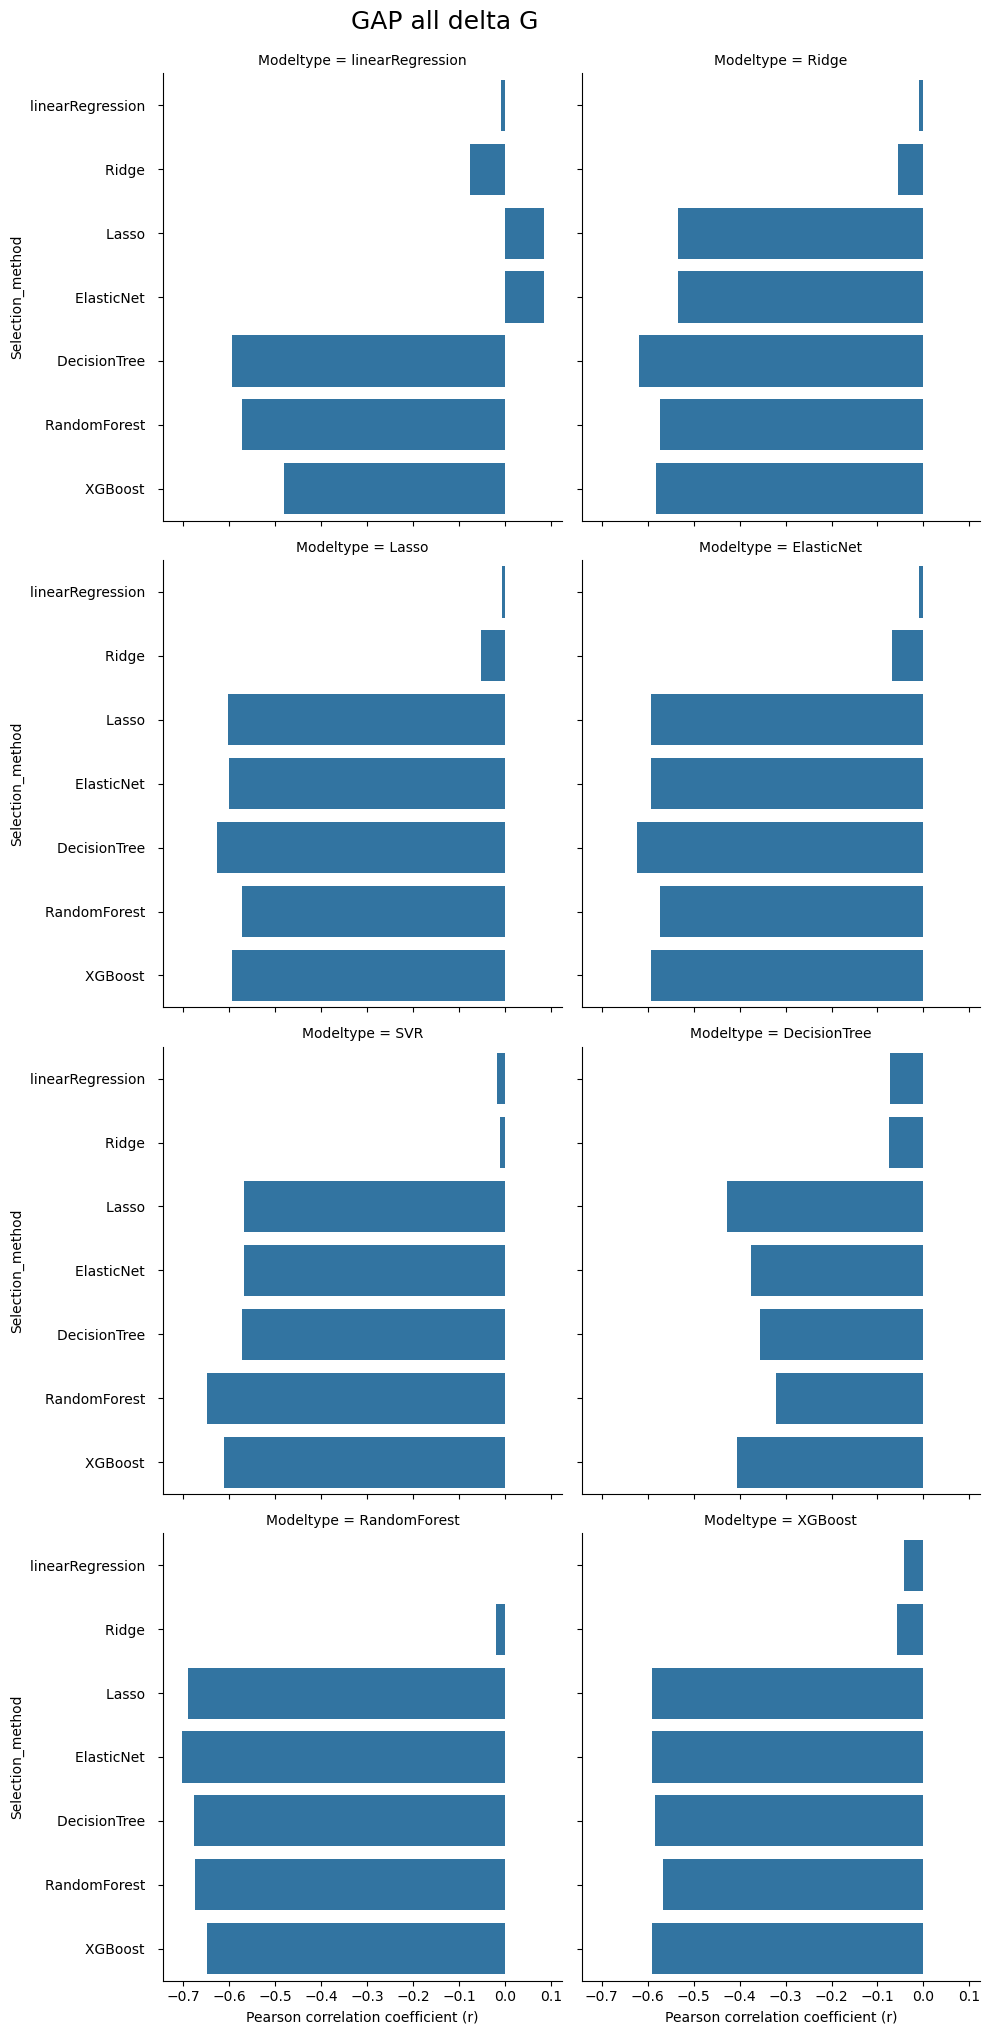 GAP all delta G
Modeltype = linearRegression
Modeltype = Ridge
linearRegression
Ridge
Lasso
ElasticNet
DecisionTree
RandomForest
XGBoost
Selection_method
Modeltype = Lasso
Modeltype = ElasticNet
linearRegression
Ridge
Lasso
ElasticNet
DecisionTree
RandomForest
XGBoost
Selection_method
Modeltype = SVR
Modeltype = DecisionTree
linearRegression
Ridge
Lasso
ElasticNet
DecisionTree
RandomForest
XGBoost
Selection_method
Modeltype = RandomForest
Modeltype = XGBoost
linearRegression
Ridge
Lasso
ElasticNet
DecisionTree
RandomForest
XGBoost
Selection_method
−0.7 −0.6 −0.5 −0.4 −0.3 −0.2 −0.1 0.0 0.1
−0.7 −0.6 −0.5 −0.4 −0.3 −0.2 −0.1 0.0 0.1
Pearson correlation coefficient (r)
Pearson correlation coefficient (r)